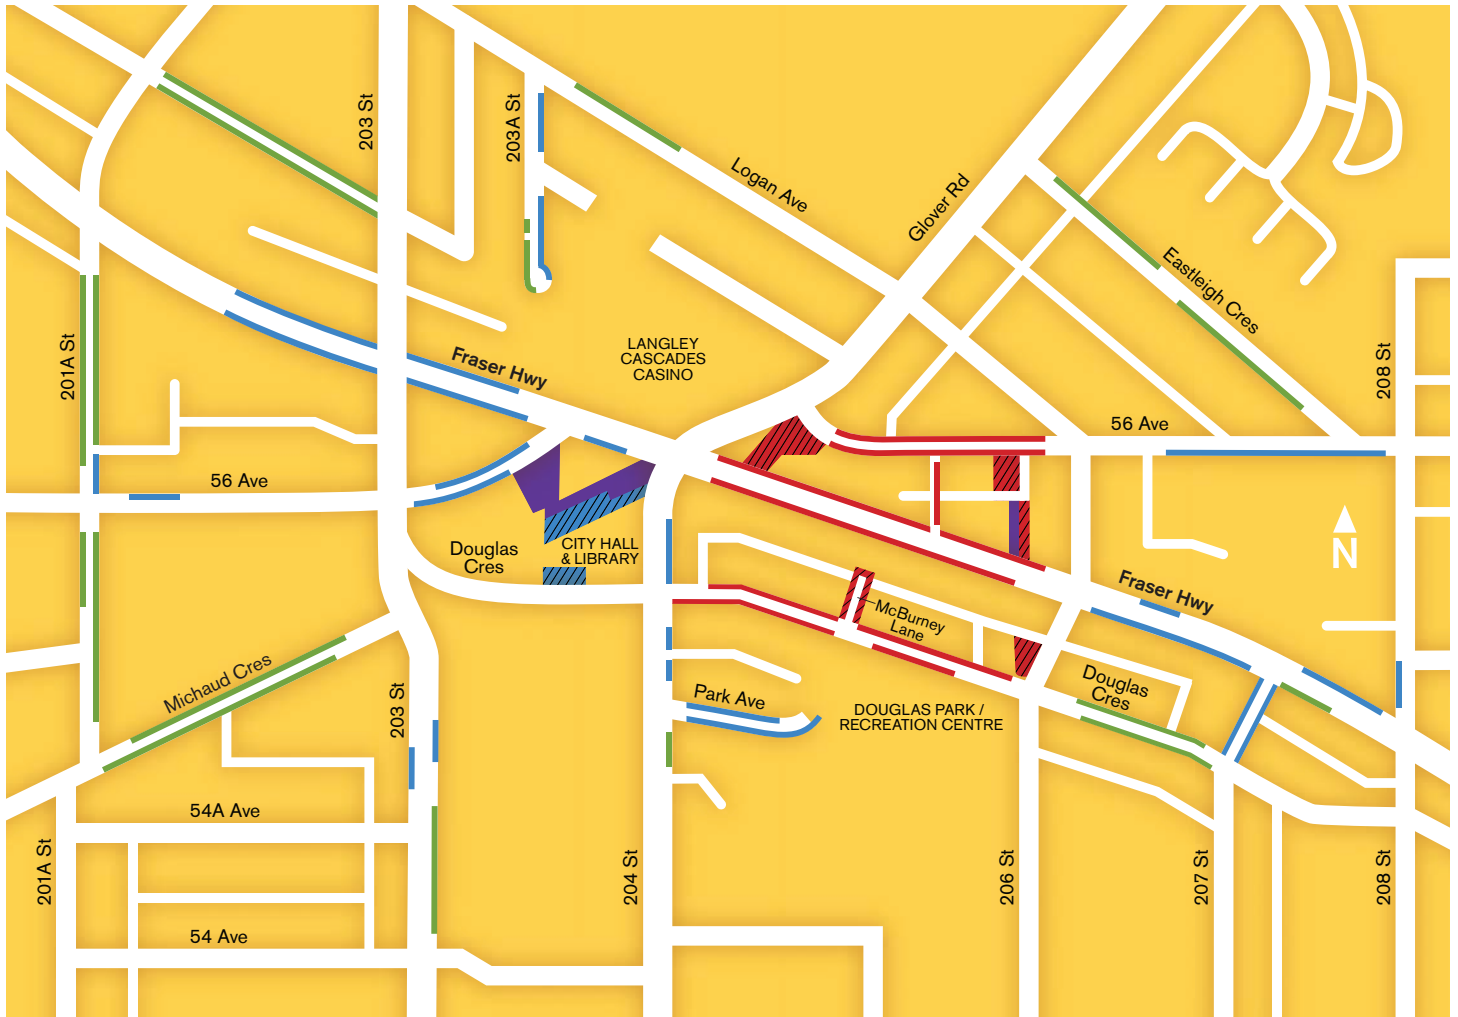 203 St
203A St
Logan Ave
Glover Rd
Eastleigh Cres
201A St
Fraser Hwy
LANGLEY
CASCADES
CASINO
208 St
56 Ave
56 Ave
Douglas
Cres
CITY HALL
& LIBRARY
N
Fraser Hwy
McBurney
Lane
Michaud Cres
203 St
Park Ave
DOUGLAS PARK /
RECREATION CENTRE
Douglas
Cres
54A Ave
201A St
204 St
206 St
207 St
208 St
54 Ave